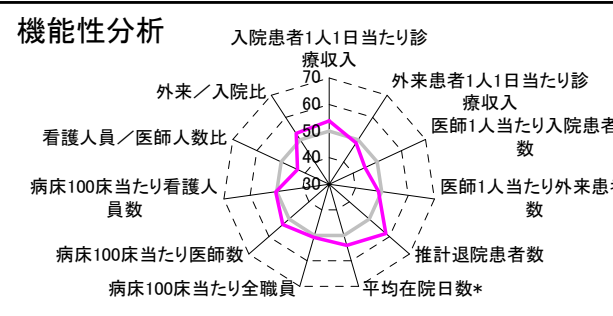 機能性分析
入院患者1人1日当たり診
療収入
外来患者1人1日当たり診
療収入
医師1人当たり入院患者
数
医師1人当たり外来患者
数
推計退院患者数
平均在院日数*
病床100床当たり全職員
病床100床当たり医師数
病床100床当たり看護人
員数
看護人員／医師人数比
外来／入院比
70
60
50
40
30